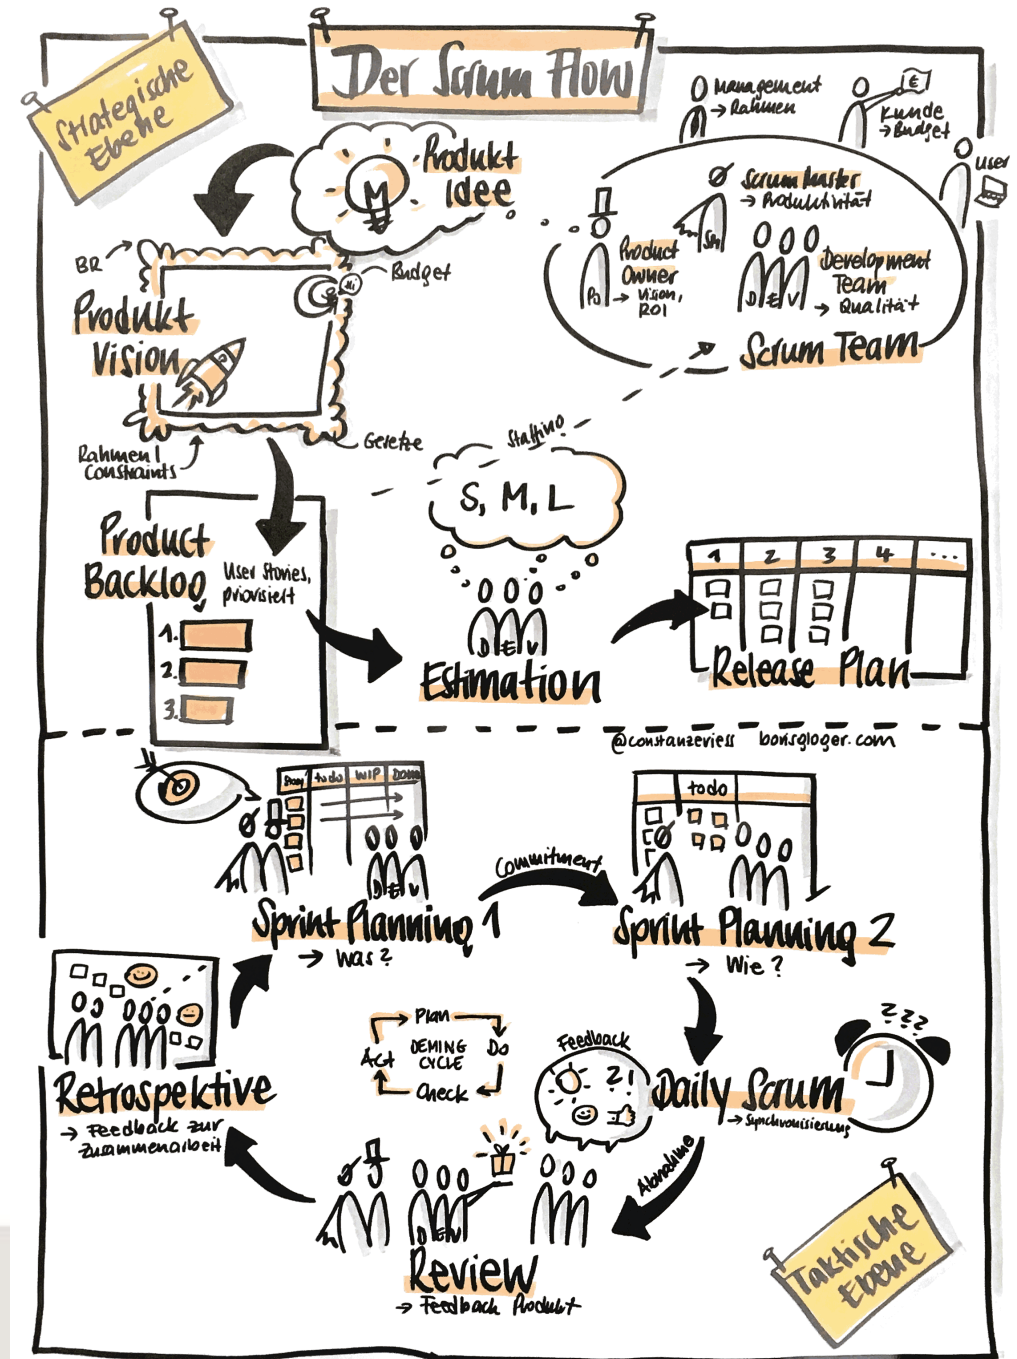 Strategische
Ebene
Der Scrum Flow
Management
→ Rahmen
€
Kunde
→ Budget
user
Produkt
Idee
M
Scrum Master
→ Produktivität
SM
Product
Owner
→ Vision,
ROI
PO
Development
Team
→ Qualität
D E V
Scrum Team
BR
Budget
Produkt
Vision
Rahmen |
Constraints
Gesetze
Staffing
S, M, L
Product
Backlog
User Stories,
priorisiert
1.
2.
3.
D E V
Estimation
1 2 3 4 ...
Release Plan
@constanzeviess borisgloger.com
Story todo WIP Done
D E V
Sprint Planning 1
→ Was?
Commitment
todo
Sprint Planning 2
→ Wie?
???
Daily Scrum
→ Synchronisierung
Plan
Do
Check
Act
DEMING
CYCLE
Feedback
?!
Abnahme
D E V
Review
→ Feedback Produkt
Retrospektive
→ Feedback zur
Zusammenarbeit
Taktische
Ebene